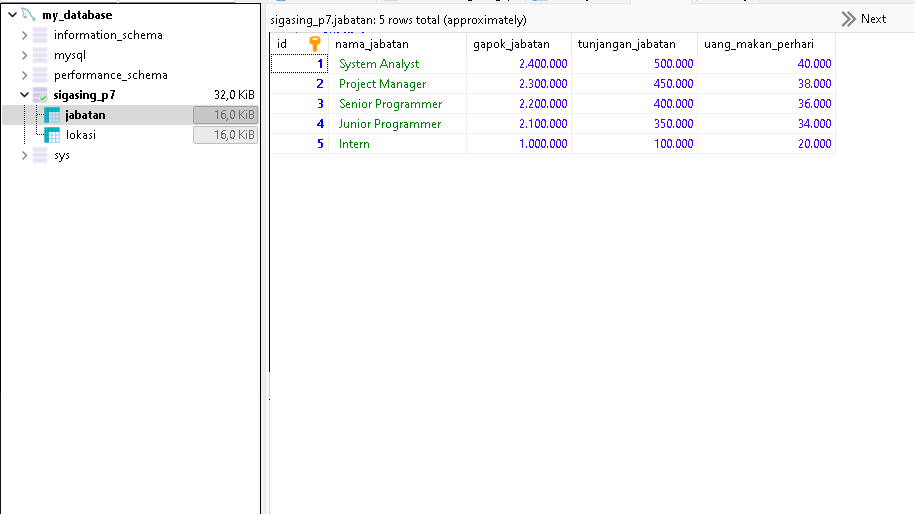 my_database
information_schema
mysql
performance_schema
sigasing_p7 32,0 KiB
jabatan 16,0 KiB
lokasi 16,0 KiB
sys
sigasing_p7.jabatan: 5 rows total (approximately) Next
id nama_jabatan gapok_jabatan tunjangan_jabatan uang_makan_perhari
1 System Analyst 2.400.000 500.000 40.000
2 Project Manager 2.300.000 450.000 38.000
3 Senior Programmer 2.200.000 400.000 36.000
4 Junior Programmer 2.100.000 350.000 34.000
5 Intern 1.000.000 100.000 20.000